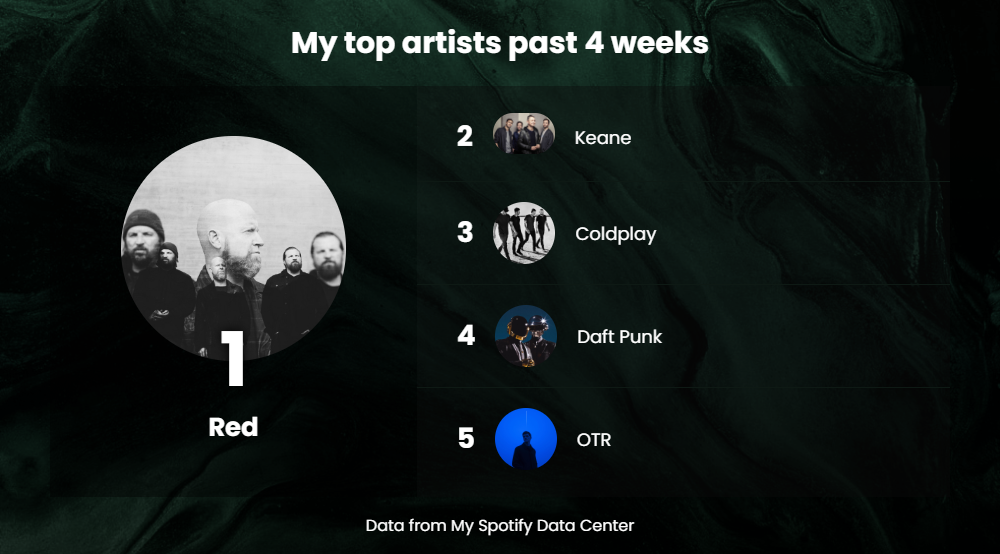 My top artists past 4 weeks
1
Red
2 Keane
3 Coldplay
4 Daft Punk
5 OTR
Data from My Spotify Data Center